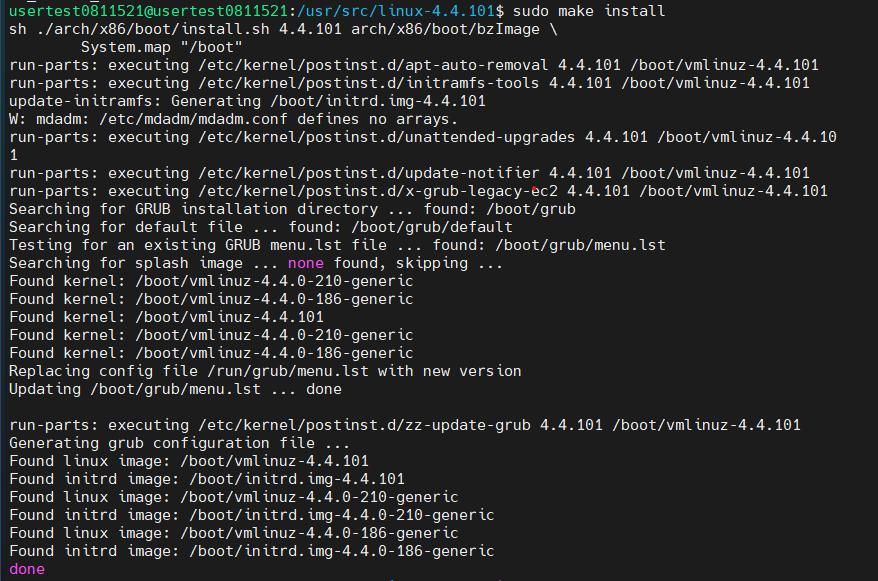 usertest0811521@usertest0811521:/usr/src/linux-4.4.101$ sudo make install
sh ./arch/x86/boot/install.sh 4.4.101 arch/x86/boot/bzImage \
        System.map "/boot"
run-parts: executing /etc/kernel/postinst.d/apt-auto-removal 4.4.101 /boot/vmlinuz-4.4.101
run-parts: executing /etc/kernel/postinst.d/initramfs-tools 4.4.101 /boot/vmlinuz-4.4.101
update-initramfs: Generating /boot/initrd.img-4.4.101
W: mdadm: /etc/mdadm/mdadm.conf defines no arrays.
run-parts: executing /etc/kernel/postinst.d/unattended-upgrades 4.4.101 /boot/vmlinuz-4.4.10
1
run-parts: executing /etc/kernel/postinst.d/update-notifier 4.4.101 /boot/vmlinuz-4.4.101
run-parts: executing /etc/kernel/postinst.d/x-grub-legacy-ec2 4.4.101 /boot/vmlinuz-4.4.101
Searching for GRUB installation directory ... found: /boot/grub
Searching for default file ... found: /boot/grub/default
Testing for an existing GRUB menu.lst file ... found: /boot/grub/menu.lst
Searching for splash image ... none found, skipping ...
Found kernel: /boot/vmlinuz-4.4.0-210-generic
Found kernel: /boot/vmlinuz-4.4.0-186-generic
Found kernel: /boot/vmlinuz-4.4.101
Found kernel: /boot/vmlinuz-4.4.0-210-generic
Found kernel: /boot/vmlinuz-4.4.0-186-generic
Replacing config file /run/grub/menu.lst with new version
Updating /boot/grub/menu.lst ... done
run-parts: executing /etc/kernel/postinst.d/zz-update-grub 4.4.101 /boot/vmlinuz-4.4.101
Generating grub configuration file ...
Found linux image: /boot/vmlinuz-4.4.101
Found initrd image: /boot/initrd.img-4.4.101
Found linux image: /boot/vmlinuz-4.4.0-210-generic
Found initrd image: /boot/initrd.img-4.4.0-210-generic
Found linux image: /boot/vmlinuz-4.4.0-186-generic
Found initrd image: /boot/initrd.img-4.4.0-186-generic
done